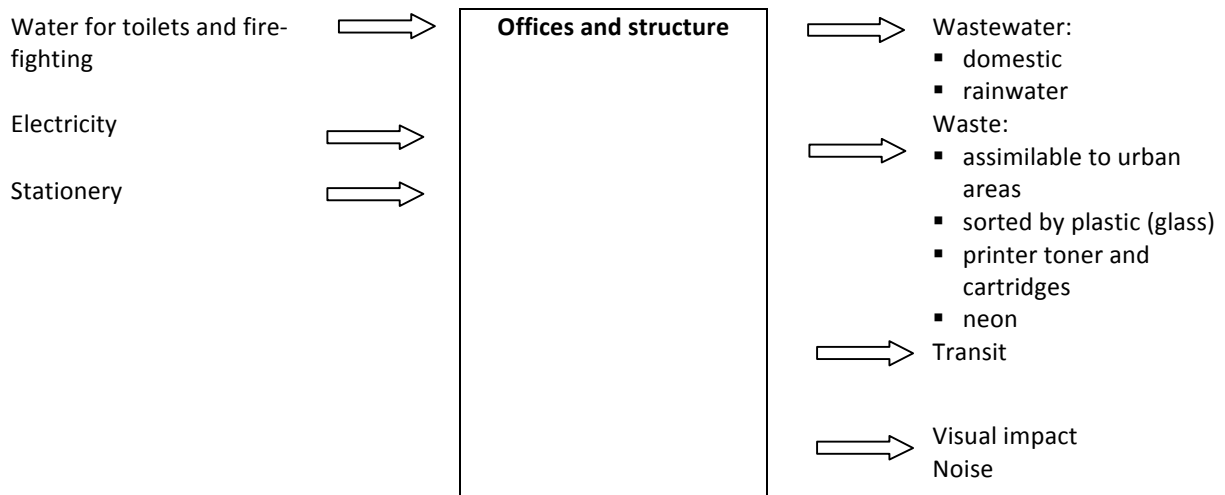 Water for toilets and fire-
fighting
Electricity
Stationery
Offices and structure
Wastewater:
▪ domestic
▪ rainwater
Waste:
▪ assimilable to urban
areas
▪ sorted by plastic (glass)
▪ printer toner and
cartridges
▪ neon
Transit
Visual impact
Noise